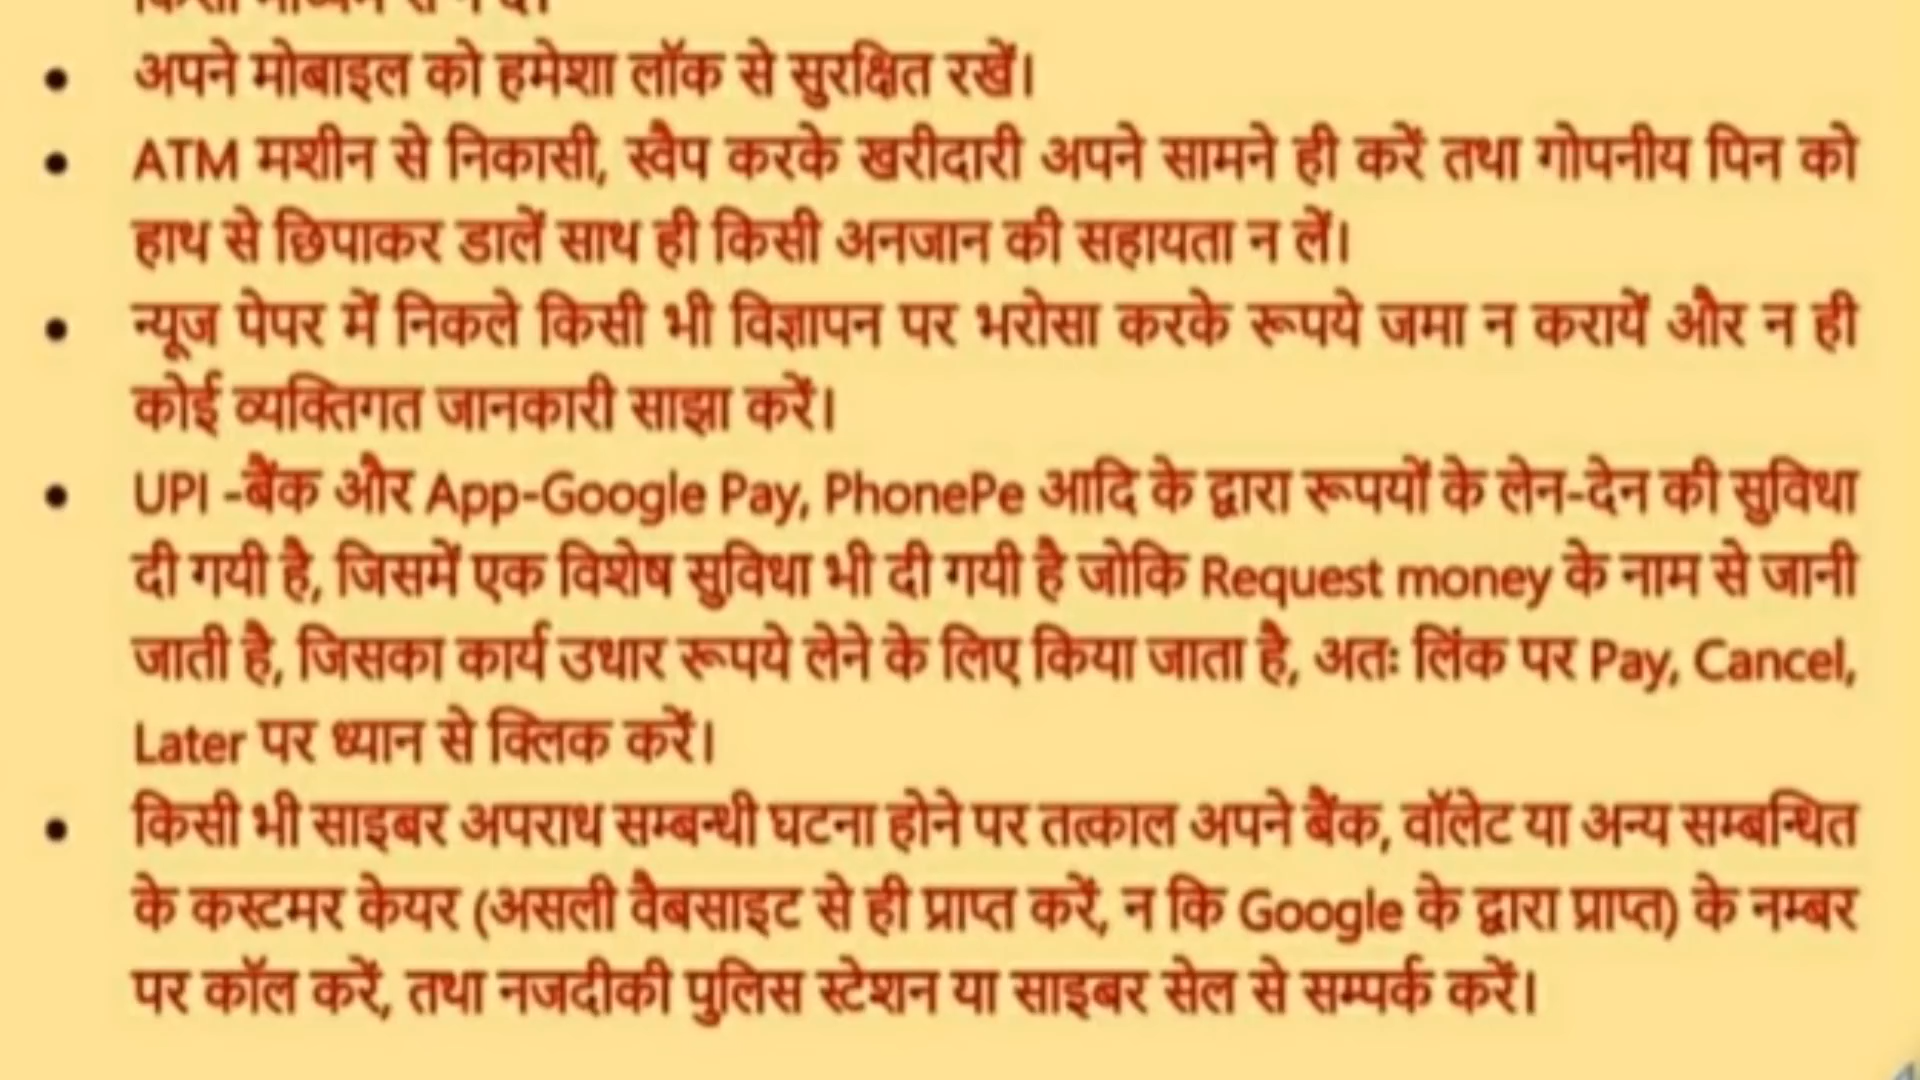 अपने मोबाइल को हमेशा लॉक से सुरक्षित रखें।
ATM मशीन से निकासी, स्वैप करके खरीदारी अपने सामने ही करें तथा गोपनीय पिन को
हाथ से छिपाकर डालें साथ ही किसी अनजान की सहायता न लें।
न्यूज पेपर में निकले किसी भी विज्ञापन पर भरोसा करके रूपये जमा न करायें और न ही
कोई व्यक्तिगत जानकारी साझा करें।
UPI -बैंक और App-Google Pay, PhonePe आदि के द्वारा रूपयों के लेन-देन की सुविधा
दी गयी है, जिसमें एक विशेष सुविधा भी दी गयी है जोकि Request money के नाम से जानी
जाती है, जिसका कार्य उधार रूपये लेने के लिए किया जाता है, अतः लिंक पर Pay, Cancel,
Later पर ध्यान से क्लिक करें।
किसी भी साइबर अपराध सम्बन्धी घटना होने पर तत्काल अपने बैंक, वॉलेट या अन्य सम्बन्धित
के कस्टमर केयर (असली वैबसाइट से ही प्राप्त करें, न कि Google के द्वारा प्राप्त) के नम्बर
पर कॉल करें, तथा नजदीकी पुलिस स्टेशन या साइबर सेल से सम्पर्क करें।